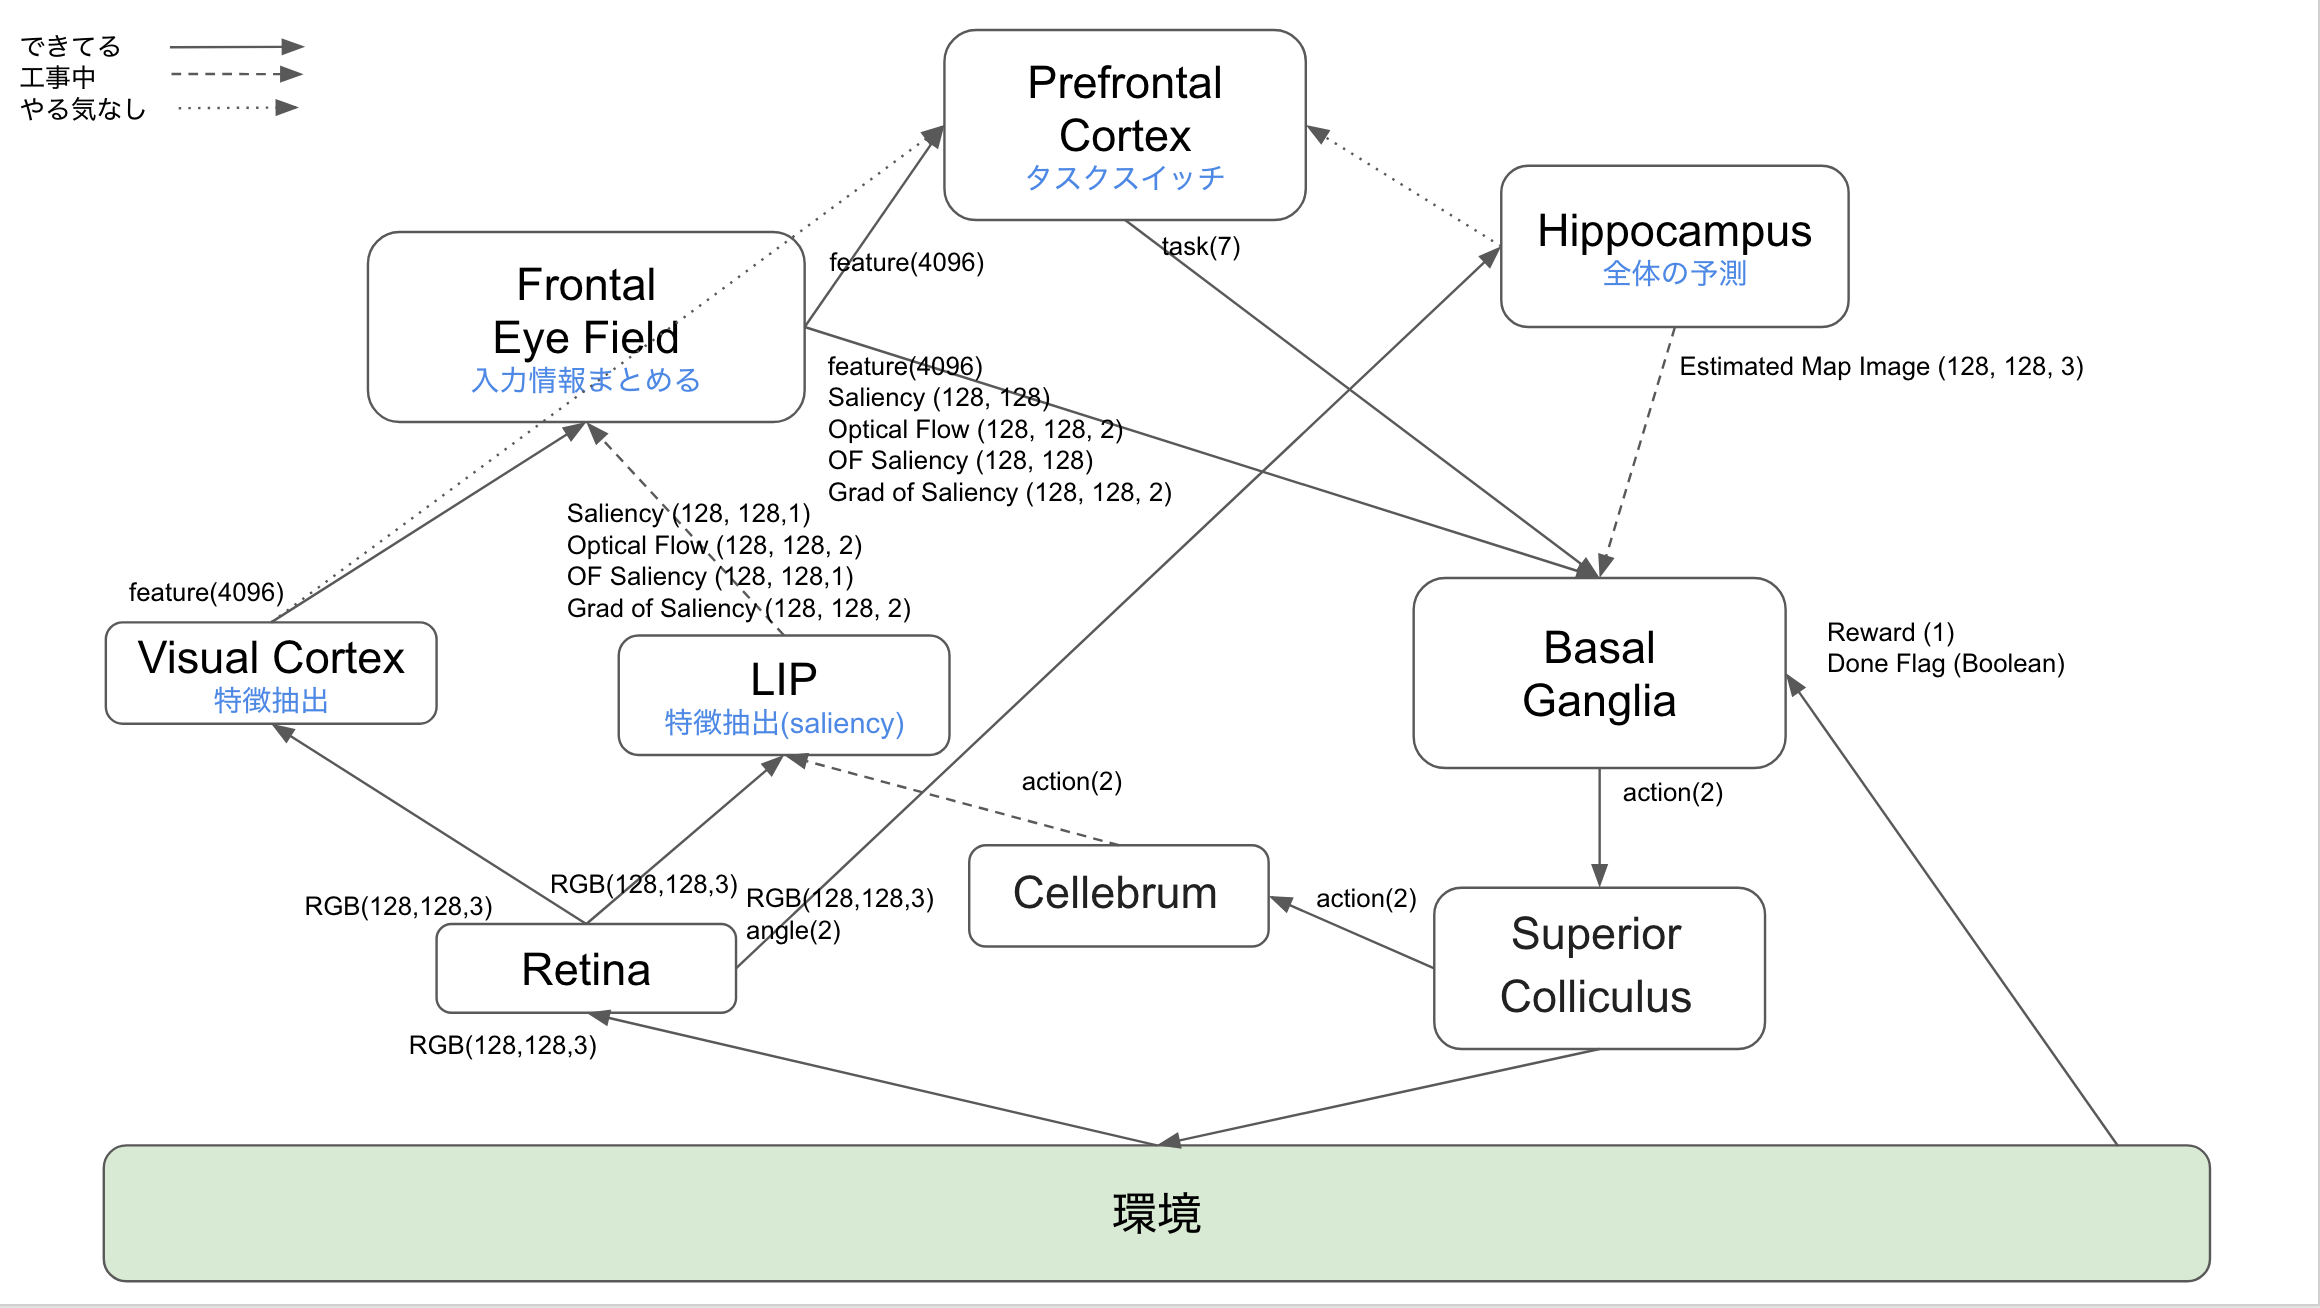 できてる
工事中
やる気なし
Prefrontal
Cortex
タスクスイッチ
Hippocampus
全体の予測
Frontal
Eye Field
入力情報まとめる
feature(4096)
task(7)
feature(4096)
Saliency (128, 128)
Optical Flow (128, 128, 2)
OF Saliency (128, 128)
Grad of Saliency (128, 128, 2)
Estimated Map Image (128, 128, 3)
Saliency (128, 128,1)
Optical Flow (128, 128, 2)
OF Saliency (128, 128,1)
Grad of Saliency (128, 128, 2)
feature(4096)
Visual Cortex
特徴抽出
LIP
特徴抽出(saliency)
Basal
Ganglia
Reward (1)
Done Flag (Boolean)
action(2)
action(2)
Cellebrum
action(2)
Superior
Colliculus
RGB(128,128,3)
RGB(128,128,3)
RGB(128,128,3)
angle(2)
Retina
RGB(128,128,3)
環境